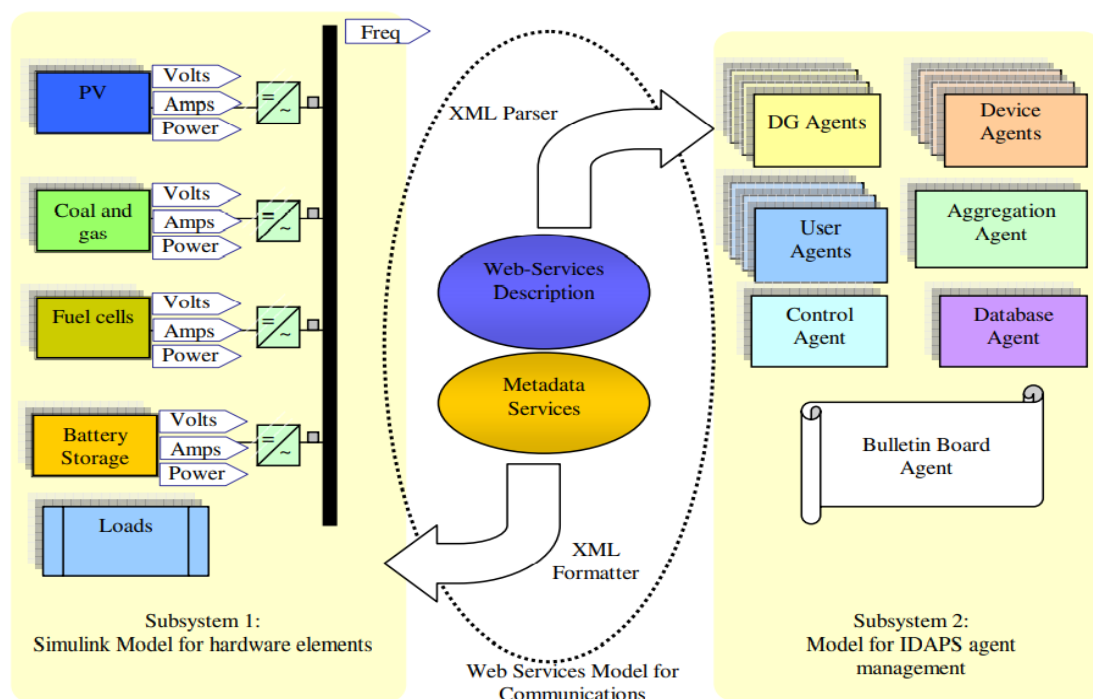 Freq
PV
Volts
Amps
Power
Coal and
gas
Volts
Amps
Power
Fuel cells
Volts
Amps
Power
Battery
Storage
Volts
Amps
Power
Loads
Subsystem 1:
Simulink Model for hardware elements
XML Parser
Web-Services
Description
Metadata
Services
XML
Formatter
Web Services Model for
Communications
DG Agents
Device
Agents
User
Agents
Aggregation
Agent
Control
Agent
Database
Agent
Bulletin Board
Agent
Subsystem 2:
Model for IDAPS agent
management